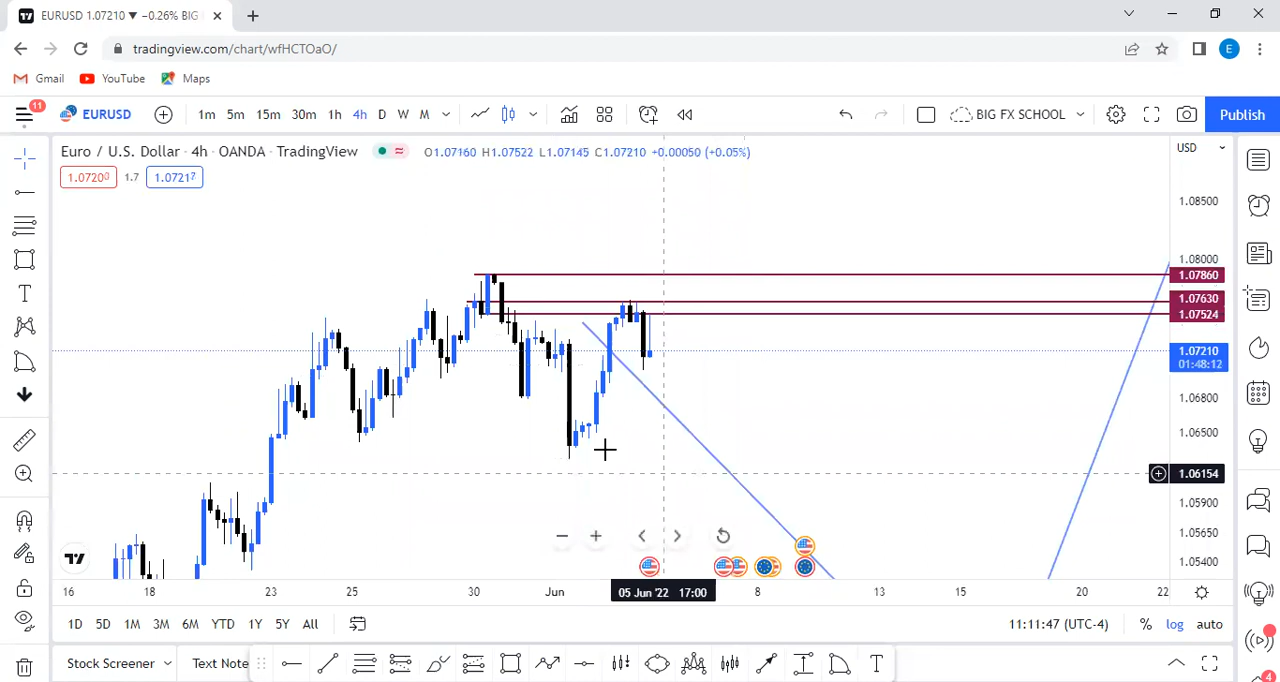 EURUSD 1.07210 ▼ −0.26% BIG
tradingview.com/chart/wfHCTOaO/
E
Gmail YouTube Maps
11
EURUSD 1m 5m 15m 30m 1h 4h D W M BIG FX SCHOOL Publish
Euro / U.S. Dollar · 4h · OANDA · TradingView O1.07160 H1.07522 L1.07145 C1.07210 +0.00050 (+0.05%) USD
1.07200 1.7 1.07217
1.08500
1.08000
1.07860
1.07630
1.07524
1.07210
01:48:12
1.06800
1.06500
1.06154
1.05900
1.05650
1.05400
16 18 23 25 30 Jun 05 Jun '22 17:00 8 13 15 20 22
1D 5D 1M 3M 6M YTD 1Y 5Y All 11:11:47 (UTC-4) % log auto
Stock Screener Text Note T
4